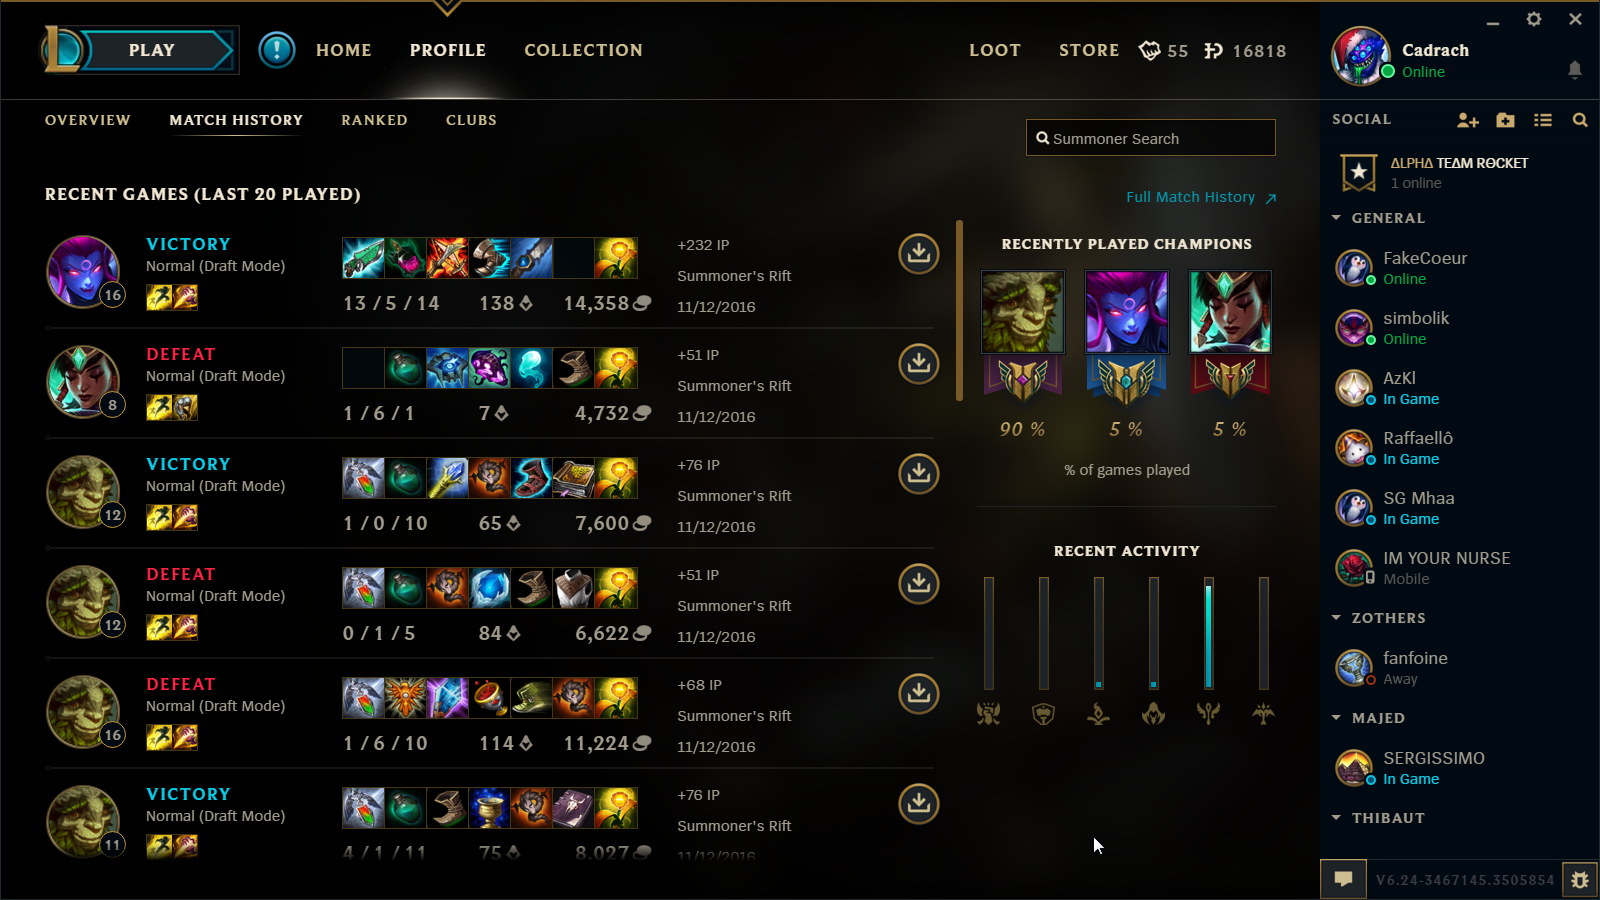 PLAY
HOME
PROFILE
COLLECTION
LOOT
STORE
55
16818
Cadrach
Online
OVERVIEW
MATCH HISTORY
RANKED
CLUBS
Summoner Search
RECENT GAMES (LAST 20 PLAYED)
Full Match History
16
VICTORY
Normal (Draft Mode)
13 / 5 / 14
138
14,358
+232 IP
Summoner's Rift
11/12/2016
8
DEFEAT
Normal (Draft Mode)
1 / 6 / 1
7
4,732
+51 IP
Summoner's Rift
11/12/2016
12
VICTORY
Normal (Draft Mode)
1 / 0 / 10
65
7,600
+76 IP
Summoner's Rift
11/12/2016
12
DEFEAT
Normal (Draft Mode)
0 / 1 / 5
84
6,622
+51 IP
Summoner's Rift
11/12/2016
16
DEFEAT
Normal (Draft Mode)
1 / 6 / 10
114
11,224
+68 IP
Summoner's Rift
11/12/2016
11
VICTORY
Normal (Draft Mode)
4 / 1 / 11
75
8,027
+76 IP
Summoner's Rift
11/12/2016
RECENTLY PLAYED CHAMPIONS
90 %
5 %
5 %
% of games played
RECENT ACTIVITY
SOCIAL
ΔLPHΔ TEΔM RΘCKET
1 online
GENERAL
FakeCoeur
Online
simbolik
Online
AzKl
In Game
Raffaellô
In Game
SG Mhaa
In Game
IM YOUR NURSE
Mobile
ZOTHERS
fanfoine
Away
MAJED
SERGISSIMO
In Game
THIBAUT
V6.24-3467145.3505854